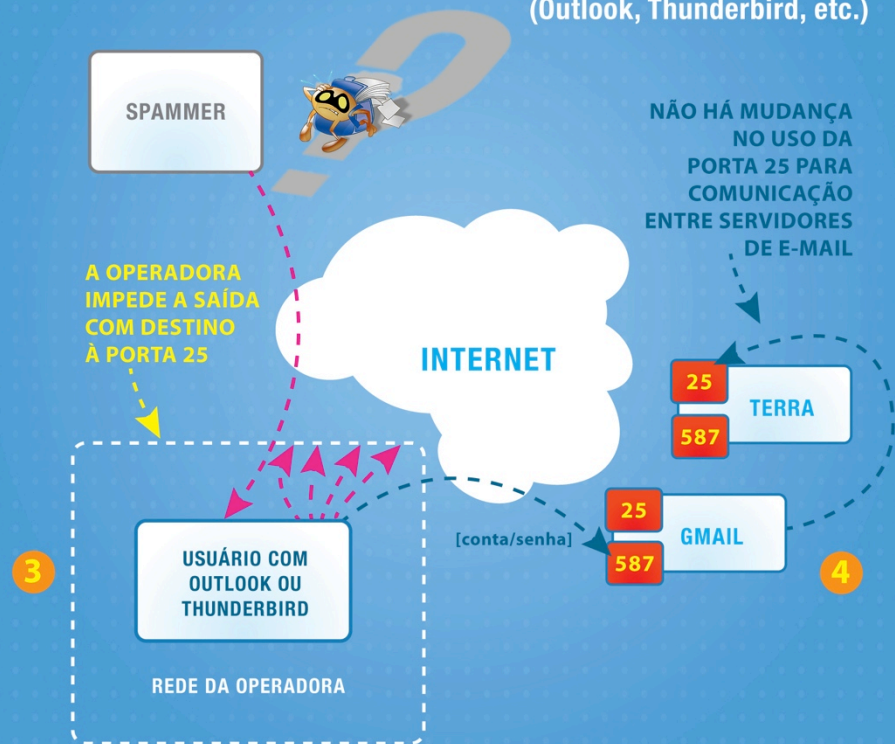 (Outlook, Thunderbird, etc.)
SPAMMER
NÃO HÁ MUDANÇA
NO USO DA
PORTA 25 PARA
COMUNICAÇÃO
ENTRE SERVIDORES
DE E-MAIL
A OPERADORA
IMPEDE A SAÍDA
COM DESTINO
À PORTA 25
INTERNET
25
TERRA
587
25
[conta/senha]
GMAIL
587
3
USUÁRIO COM
OUTLOOK OU
THUNDERBIRD
4
REDE DA OPERADORA